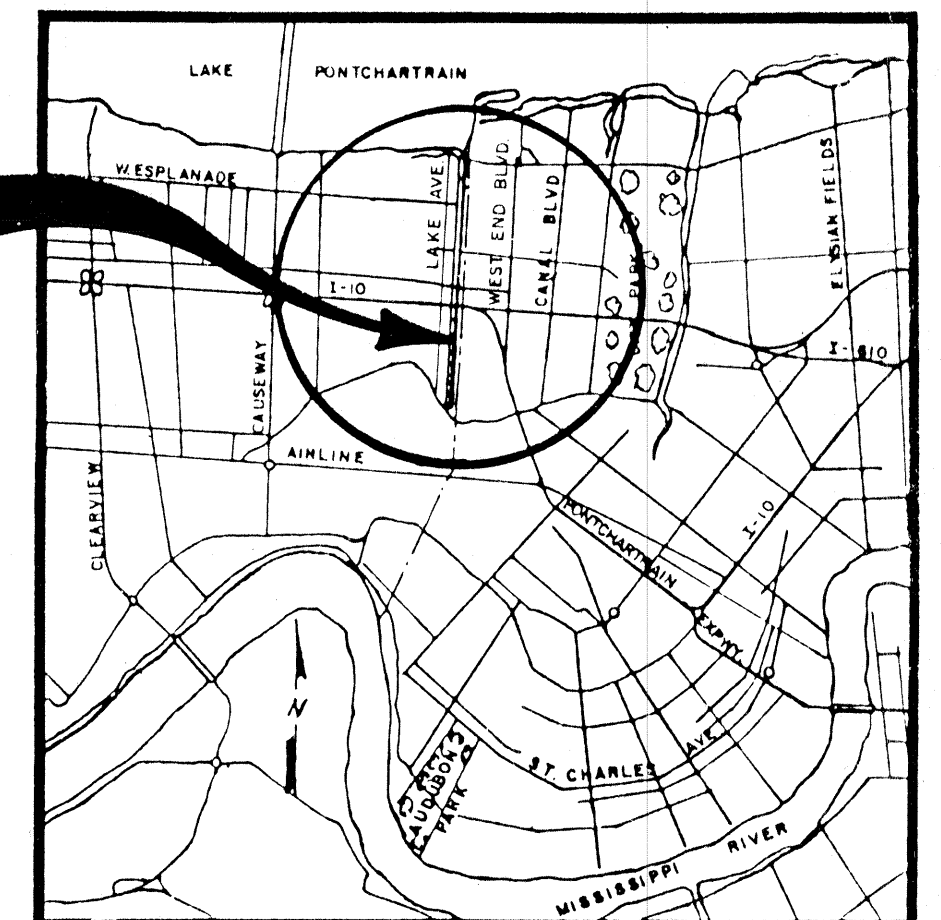 LAKE PONTCHARTRAIN
W. ESPLANADE
LAKE AVE.
WEST END BLVD.
CANAL BLVD
PARK
ELYSIAN FIELDS
I-10
I-610
CAUSEWAY
AIRLINE
CLEARVIEW
PONTCHARTRAIN EXPWY.
I-10
N
ST. CHARLES AVE.
AUDUBON PARK
MISSISSIPPI RIVER